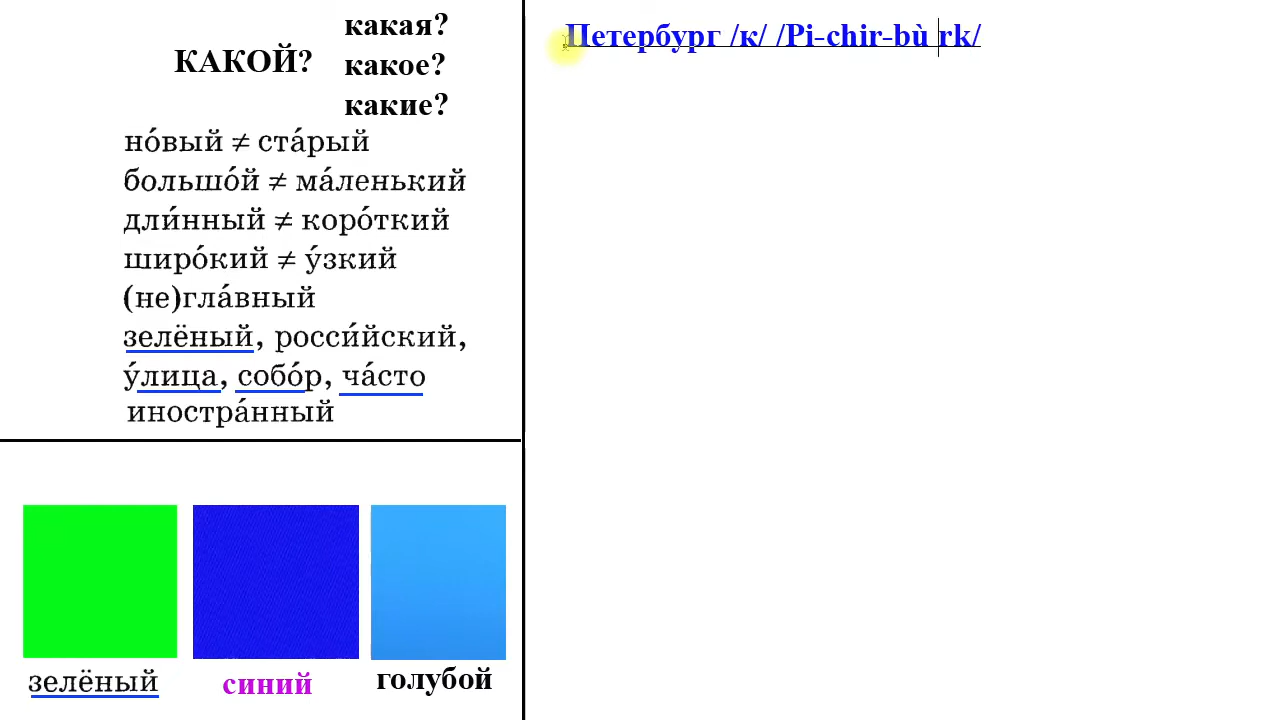 КАКОЙ?
какая?
какое?
какие?
но́вый ≠ ста́рый
большо́й ≠ ма́ленький
дли́нный ≠ коро́ткий
широ́кий ≠ у́зкий
(не)гла́вный
зелёный, росси́йский,
у́лица, собо́р, ча́сто
иностра́нный
зелёный
синий
голубой
Петербург /к/ /Pi-chir-bù rk/